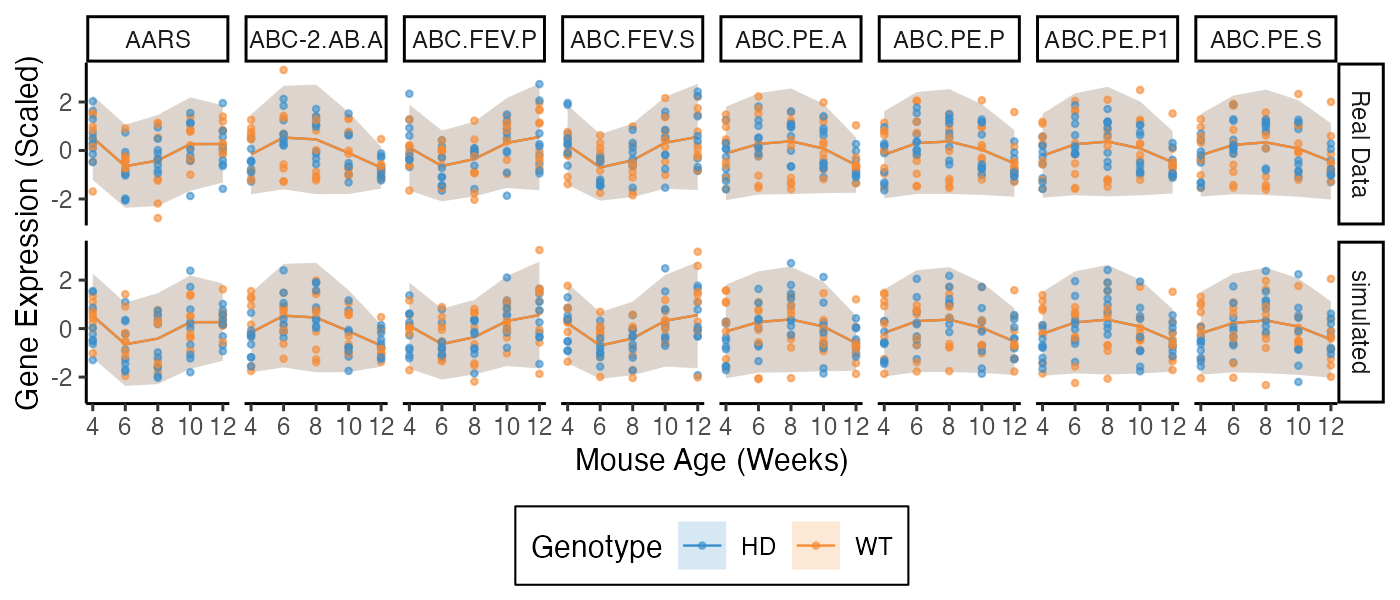 AARS ABC-2.AB.A ABC.FEV.P ABC.FEV.S ABC.PE.A ABC.PE.P ABC.PE.P1 ABC.PE.S
Gene Expression (Scaled)
2
0
-2
Real Data
2
0
-2
simulated
4 6 8 10 12 4 6 8 10 12 4 6 8 10 12 4 6 8 10 12 4 6 8 10 12 4 6 8 10 12 4 6 8 10 12 4 6 8 10 12
Mouse Age (Weeks)
Genotype HD WT